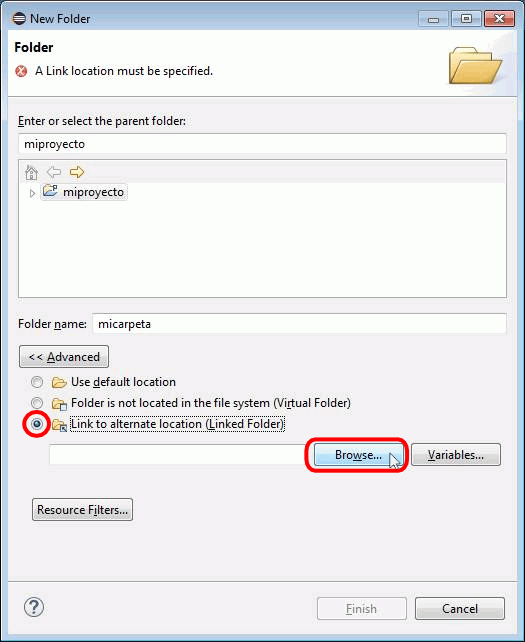 New Folder
Folder
A Link location must be specified.
Enter or select the parent folder:
miproyecto
miproyecto
Folder name: micarpeta
<< Advanced
Use default location
Folder is not located in the file system (Virtual Folder)
Link to alternate location (Linked Folder)
Browse... Variables...
Resource Filters...
? Finish Cancel